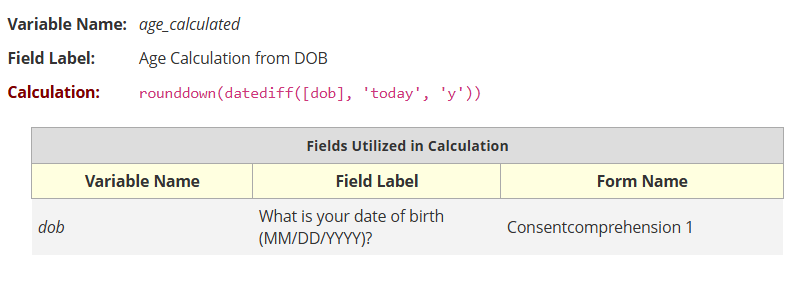 Variable Name: age_calculated
Field Label: Age Calculation from DOB
Calculation: rounddown(datediff([dob], 'today', 'y'))
Fields Utilized in Calculation
Variable Name Field Label Form Name
dob What is your date of birth (MM/DD/YYYY)? Consentcomprehension 1